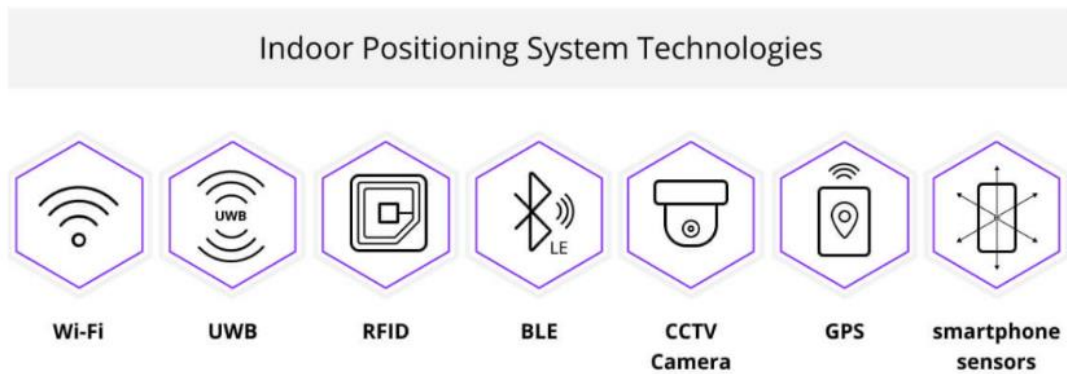 Indoor Positioning System Technologies
UWB
LE
Wi-Fi
UWB
RFID
BLE
CCTV
Camera
GPS
smartphone
sensors